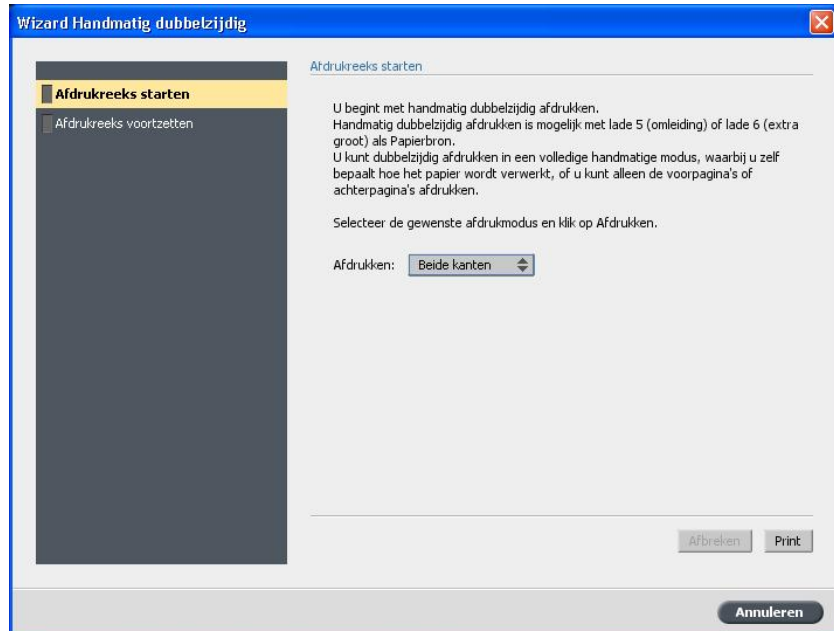 Wizard Handmatig dubbelzijdig
Afdrukreeks starten
Afdrukreeks voortzetten
Afdrukreeks starten
U begint met handmatig dubbelzijdig afdrukken.
Handmatig dubbelzijdig afdrukken is mogelijk met lade 5 (omleiding) of lade 6 (extra
groot) als Papierbron.
U kunt dubbelzijdig afdrukken in een volledige handmatige modus, waarbij u zelf
bepaalt hoe het papier wordt verwerkt, of u kunt alleen de voorpagina's of
achterpagina's afdrukken.
Selecteer de gewenste afdrukmodus en klik op Afdrukken.
Afdrukken: Beide kanten
Afbreken Print
Annuleren